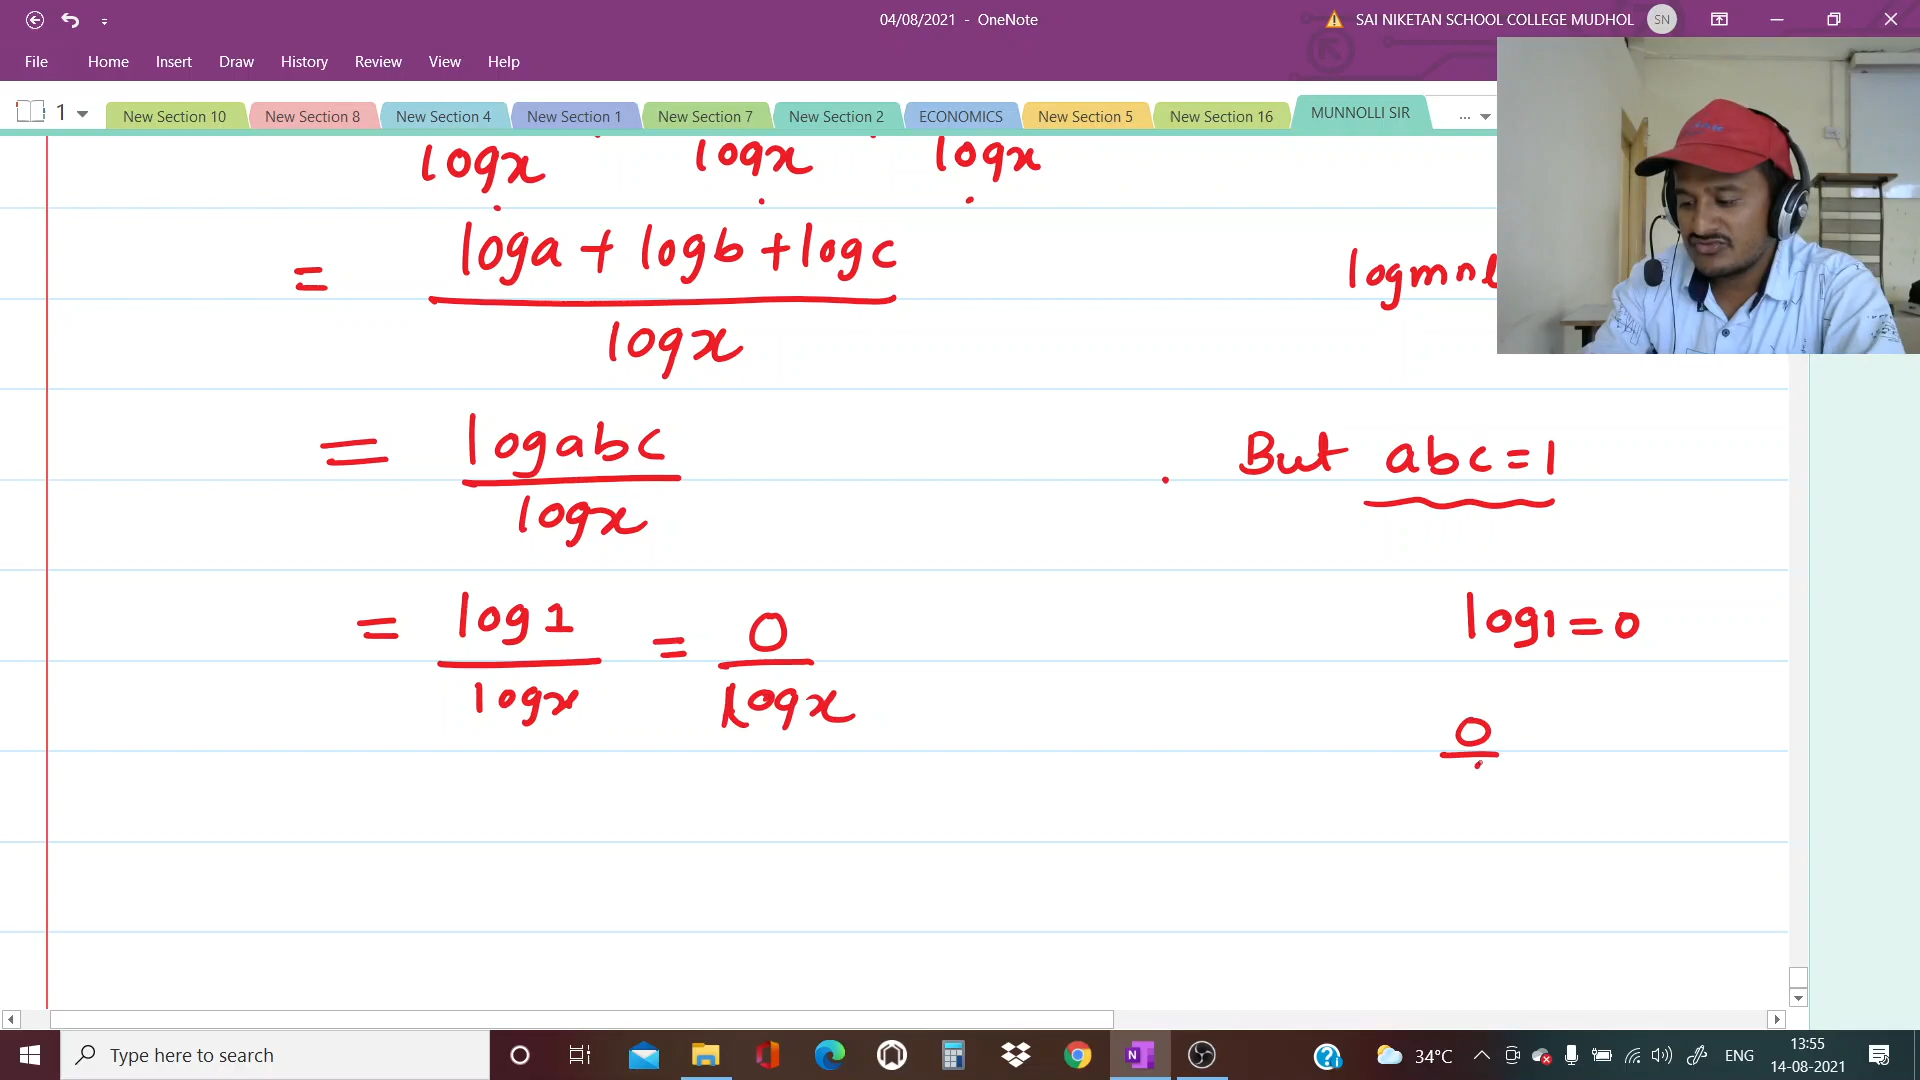 04/08/2021 - OneNote
SAI NIKETAN SCHOOL COLLEGE MUDHOL SN
File Home Insert Draw History Review View Help
1 New Section 10 New Section 8 New Section 4 New Section 1 New Section 7 New Section 2 ECONOMICS New Section 5 New Section 16 MUNNOLLI SIR ...
logx logx logx
= loga + logb + logc
logx
logmnl
= logabc
logx
But abc = 1
= log1
logx
= 0
logx
log1 = 0
0
Type here to search
34°C
ENG
13:55
14-08-2021